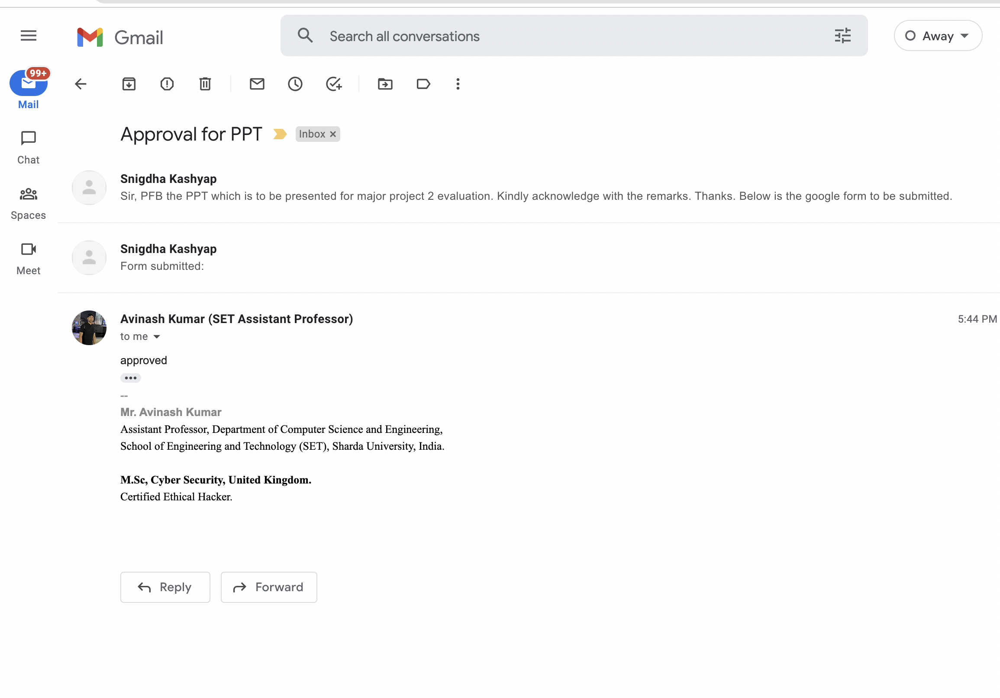 Gmail
Search all conversations
Away
99+
Mail
Chat
Spaces
Meet
Approval for PPT Inbox ×
Snigdha Kashyap
Sir, PFB the PPT which is to be presented for major project 2 evaluation. Kindly acknowledge with the remarks. Thanks. Below is the google form to be submitted.
Snigdha Kashyap
Form submitted:
Avinash Kumar (SET Assistant Professor) 5:44 PM
to me
approved
•••
--
Mr. Avinash Kumar
Assistant Professor, Department of Computer Science and Engineering,
School of Engineering and Technology (SET), Sharda University, India.
M.Sc, Cyber Security, United Kingdom.
Certified Ethical Hacker.
Reply Forward